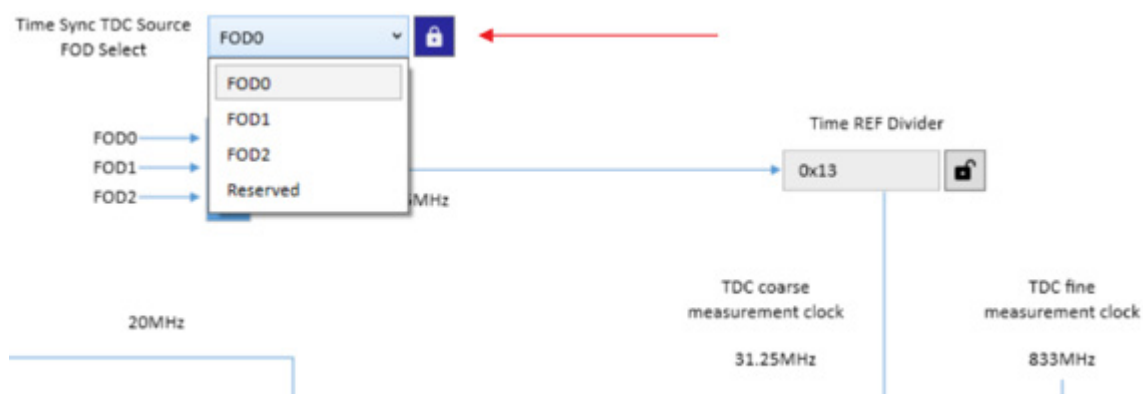 Time Sync TDC Source
FOD Select
FOD0
FOD0
FOD1
FOD2
Reserved
FOD0
FOD1
FOD2
MHz
Time REF Divider
0x13
TDC coarse
measurement clock
31.25MHz
TDC fine
measurement clock
833MHz
20MHz